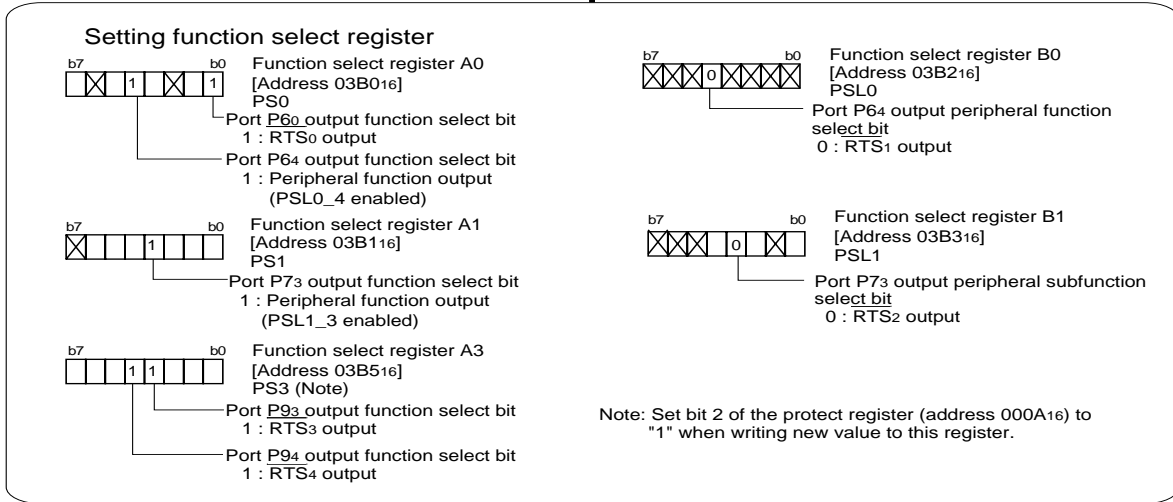 Setting function select register
b7 b0
1 1
Function select register A0
[Address 03B016]
PS0
Port P60 output function select bit
1 : RTS0 output
Port P64 output function select bit
1 : Peripheral function output
(PSL0_4 enabled)
b7 b0
1
Function select register A1
[Address 03B116]
PS1
Port P73 output function select bit
1 : Peripheral function output
(PSL1_3 enabled)
b7 b0
1 1
Function select register A3
[Address 03B516]
PS3 (Note)
Port P93 output function select bit
1 : RTS3 output
Port P94 output function select bit
1 : RTS4 output
b7 b0
0
Function select register B0
[Address 03B216]
PSL0
Port P64 output peripheral function
select bit
0 : RTS1 output
b7 b0
0
Function select register B1
[Address 03B316]
PSL1
Port P73 output peripheral subfunction
select bit
0 : RTS2 output
Note: Set bit 2 of the protect register (address 000A16) to
"1" when writing new value to this register.